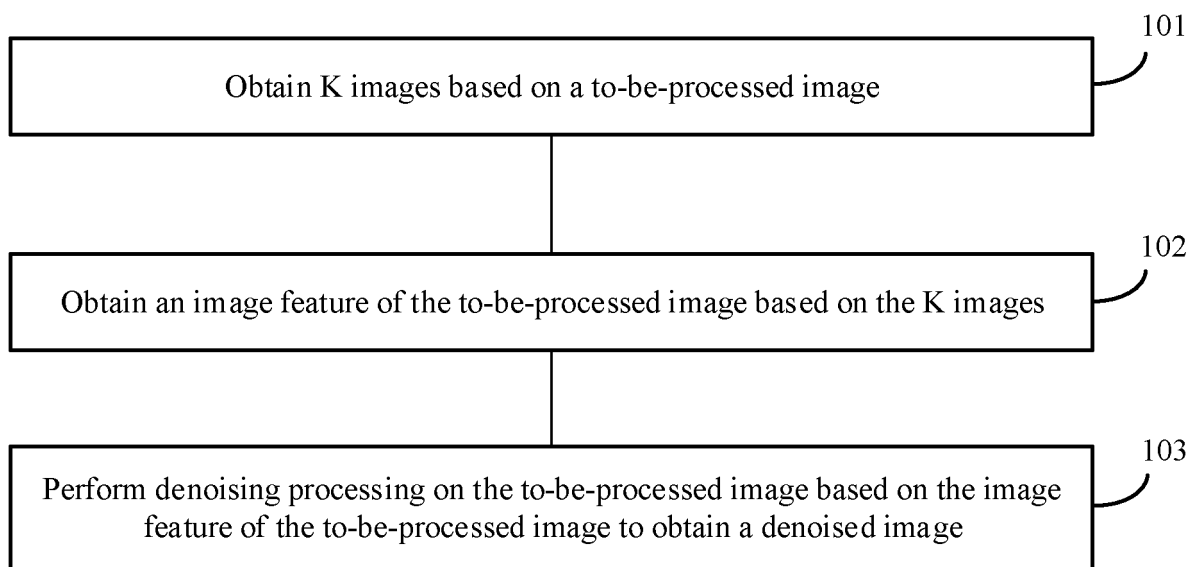 101
Obtain K images based on a to-be-processed image
102
Obtain an image feature of the to-be-processed image based on the K images
103
Perform denoising processing on the to-be-processed image based on the image
feature of the to-be-processed image to obtain a denoised image